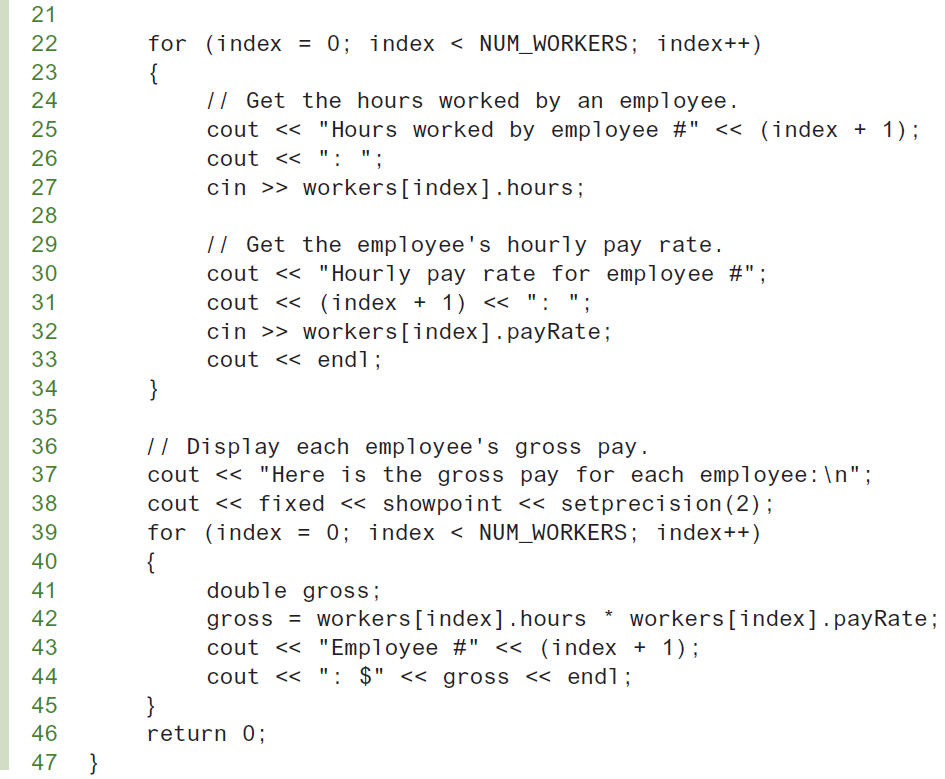 21
22 for (index = 0; index < NUM_WORKERS; index++)
23 {
24 // Get the hours worked by an employee.
25 cout << "Hours worked by employee #" << (index + 1);
26 cout << ": ";
27 cin >> workers[index].hours;
28
29 // Get the employee's hourly pay rate.
30 cout << "Hourly pay rate for employee #";
31 cout << (index + 1) << ": ";
32 cin >> workers[index].payRate;
33 cout << endl;
34 }
35
36 // Display each employee's gross pay.
37 cout << "Here is the gross pay for each employee:\n";
38 cout << fixed << showpoint << setprecision(2);
39 for (index = 0; index < NUM_WORKERS; index++)
40 {
41 double gross;
42 gross = workers[index].hours * workers[index].payRate;
43 cout << "Employee #" << (index + 1);
44 cout << ": $" << gross << endl;
45 }
46 return 0;
47 }